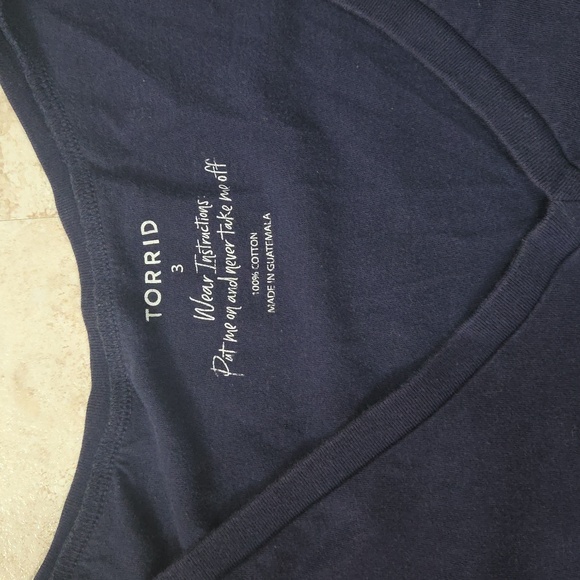 TORRID
3
Wear Instructions:
Put me on and never take me off
100% COTTON
MADE IN GUATEMALA